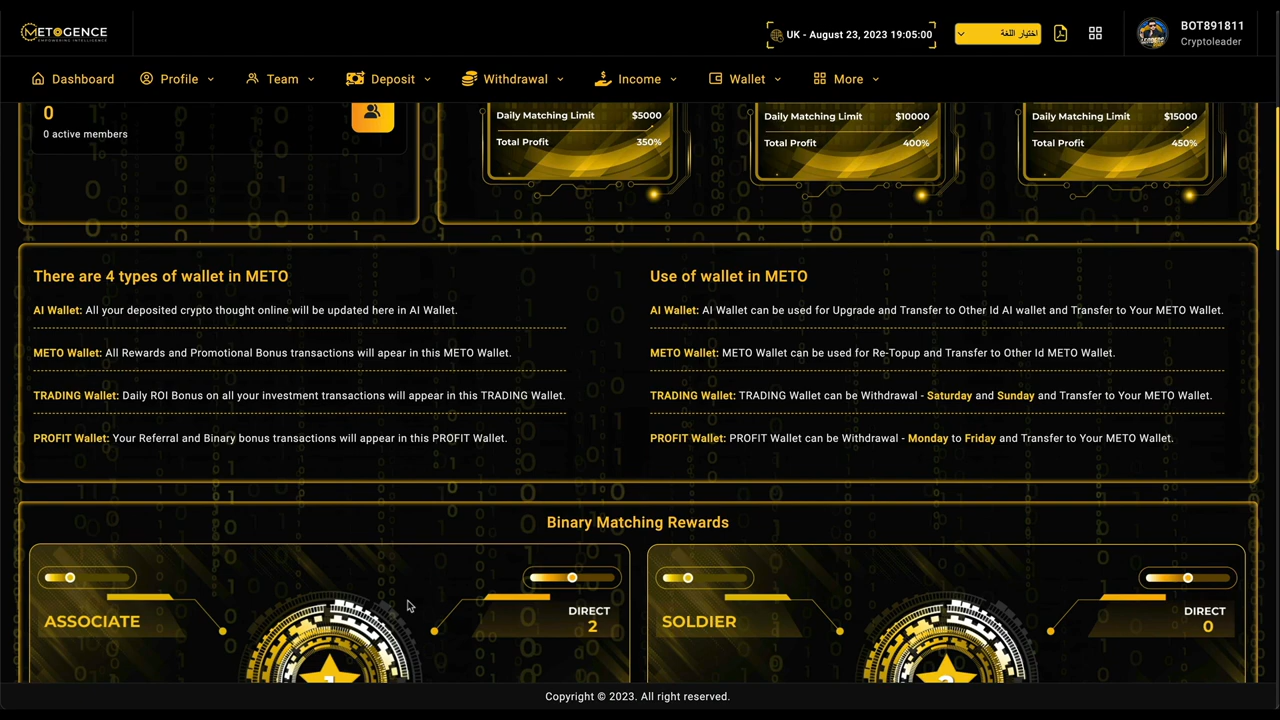 METOGENCE
EMPOWERING INTELLIGENCE
UK - August 23, 2023 19:05:00
اختيار اللغة
BOT891811
Cryptoleader
Dashboard
Profile
Team
Deposit
Withdrawal
Income
Wallet
More
0
0 active members
Daily Matching Limit $5000
Total Profit 350%
Daily Matching Limit $10000
Total Profit 400%
Daily Matching Limit $15000
Total Profit 450%
There are 4 types of wallet in METO
AI Wallet: All your deposited crypto thought online will be updated here in AI Wallet.
METO Wallet: All Rewards and Promotional Bonus transactions will apear in this METO Wallet.
TRADING Wallet: Daily ROI Bonus on all your investment transactions will appear in this TRADING Wallet.
PROFIT Wallet: Your Referral and Binary bonus transactions will appear in this PROFIT Wallet.
Use of wallet in METO
AI Wallet: AI Wallet can be used for Upgrade and Transfer to Other Id AI wallet and Transfer to Your METO Wallet.
METO Wallet: METO Wallet can be used for Re-Topup and Transfer to Other Id METO Wallet.
TRADING Wallet: TRADING Wallet can be Withdrawal - Saturday and Sunday and Transfer to Your METO Wallet.
PROFIT Wallet: PROFIT Wallet can be Withdrawal - Monday to Friday and Transfer to Your METO Wallet.
Binary Matching Rewards
ASSOCIATE
DIRECT
2
SOLDIER
DIRECT
0
Copyright © 2023. All right reserved.